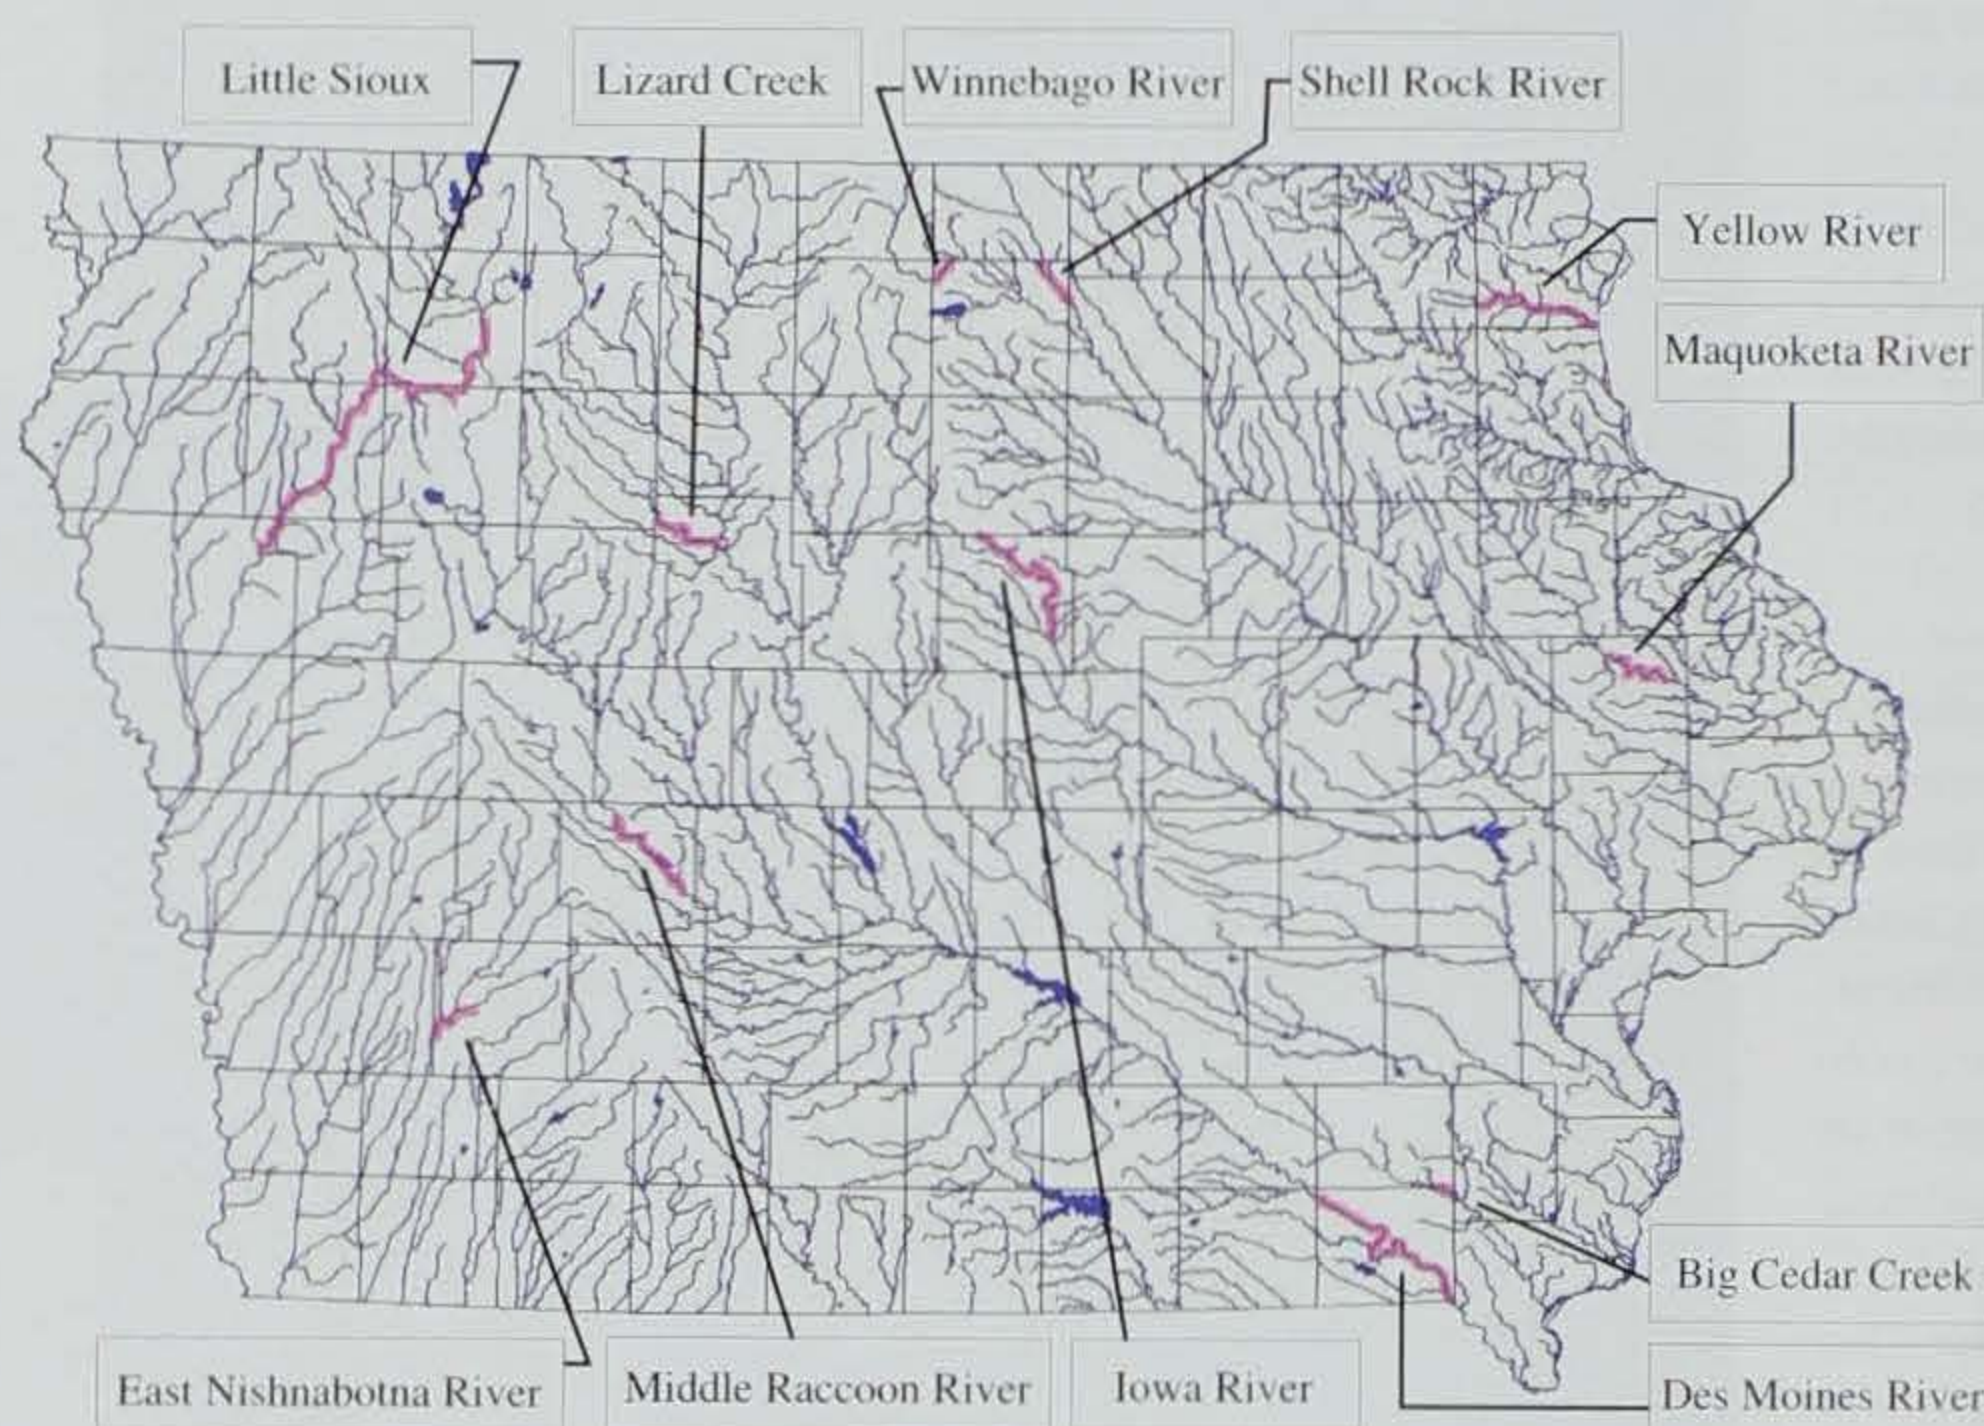 Little Sioux
Lizard Creek
Winnebago River
Shell Rock River
Yellow River
Maquoketa River
Big Cedar Creek
East Nishnabotna River
Middle Raccoon River
Iowa River
Des Moines River